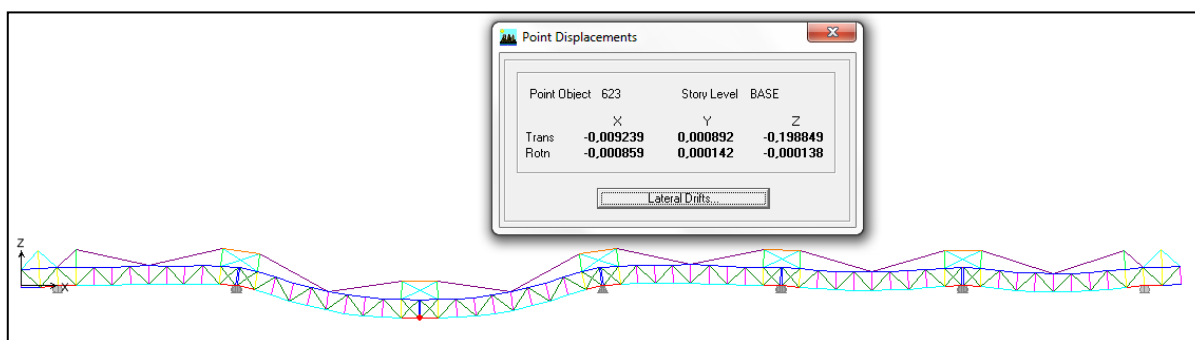 Point Displacements
Point Object 623 Story Level BASE
X Y Z
Trans -0,009239 0,000892 -0,198849
Rotn -0,000859 0,000142 -0,000138
Lateral Drifts...
Z
X